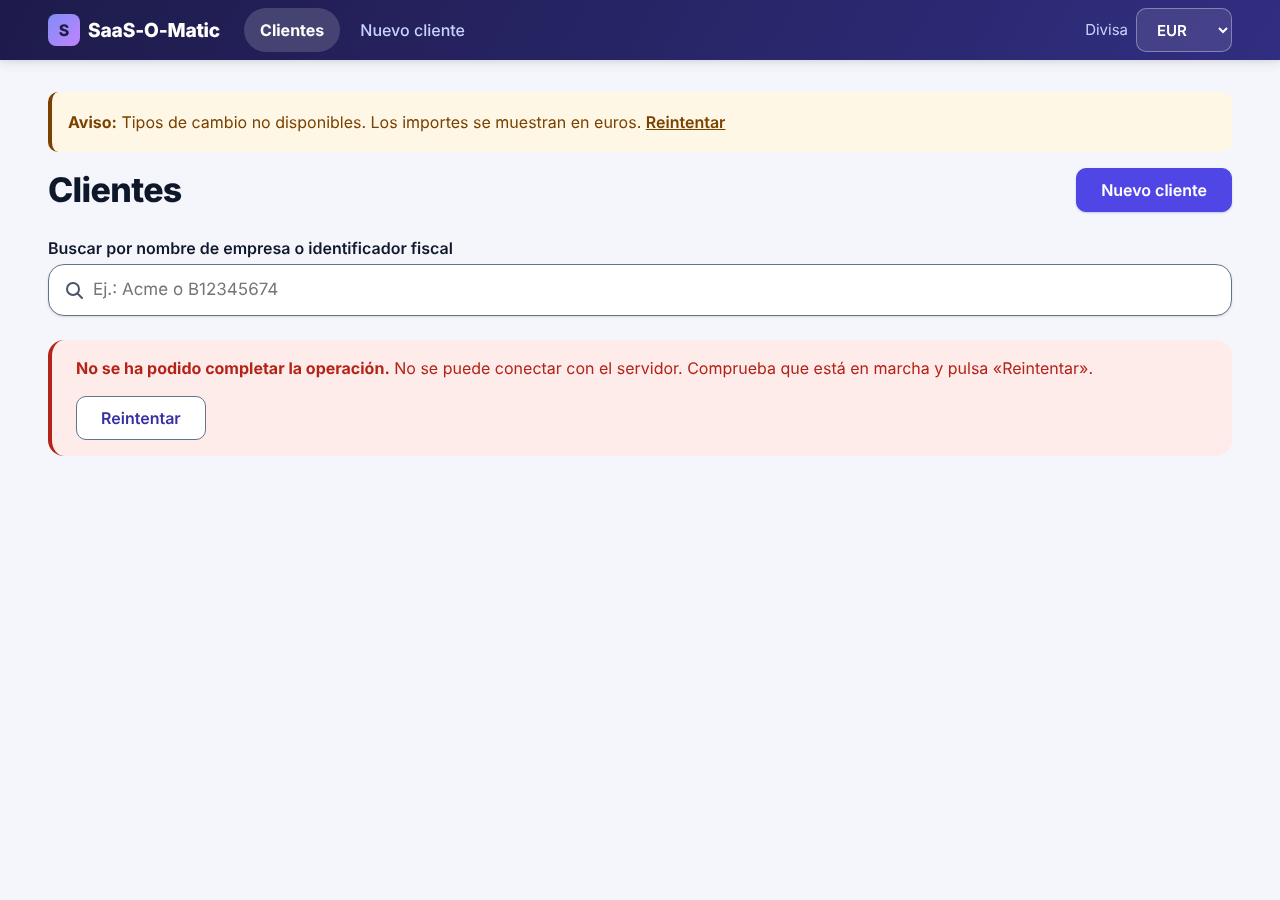 S SaaS-O-Matic Clientes Nuevo cliente Divisa EUR
Aviso: Tipos de cambio no disponibles. Los importes se muestran en euros. Reintentar
Clientes
Nuevo cliente
Buscar por nombre de empresa o identificador fiscal
Ej.: Acme o B12345674
No se ha podido completar la operación. No se puede conectar con el servidor. Comprueba que está en marcha y pulsa «Reintentar».
Reintentar